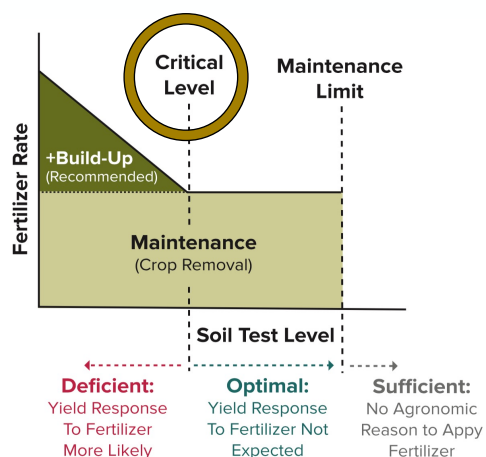 Critical
Level
Maintenance
Limit
Fertilizer Rate
+Build-Up
(Recommended)
Maintenance
(Crop Removal)
Soil Test Level
Deficient:
Yield Response
To Fertilizer
More Likely
Optimal:
Yield Response
To Fertilizer Not
Expected
Sufficient:
No Agronomic
Reason to Appy
Fertilizer